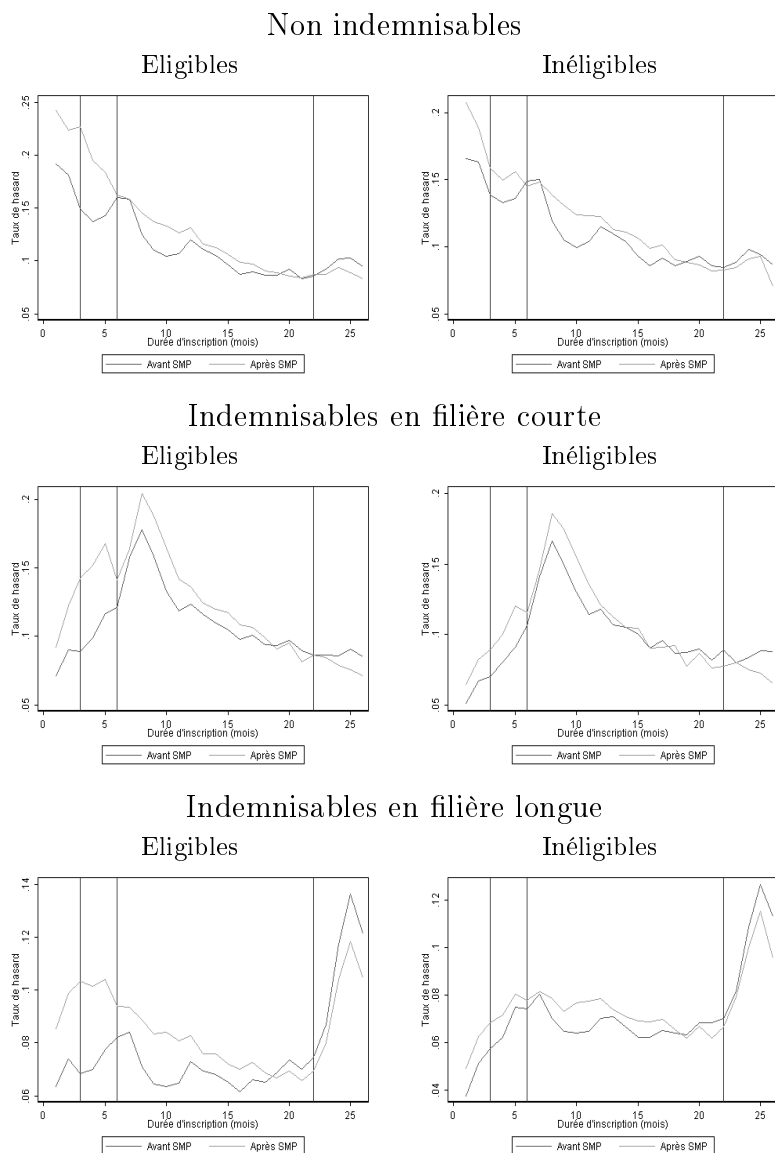 Non indemnisables
Eligibles
Inéligibles
Taux de hasard
.05 .1 .15 .2 .25
0 5 10 15 20 25
Durée d'inscription (mois)
Avant SMP Après SMP
Taux de hasard
.05 .1 .15 .2
0 5 10 15 20 25
Durée d'inscription (mois)
Avant SMP Après SMP
Indemnisables en filière courte
Eligibles
Inéligibles
Taux de hasard
.05 .1 .15 .2
0 5 10 15 20 25
Durée d'inscription (mois)
Avant SMP Après SMP
Taux de hasard
.05 .1 .15 .2
0 5 10 15 20 25
Durée d'inscription (mois)
Avant SMP Après SMP
Indemnisables en filière longue
Eligibles
Inéligibles
Taux de hasard
.06 .08 .1 .12 .14
0 5 10 15 20 25
Durée d'inscription (mois)
Avant SMP Après SMP
Taux de hasard
.04 .06 .08 .1 .12
0 5 10 15 20 25
Durée d'inscription (mois)
Avant SMP Après SMP